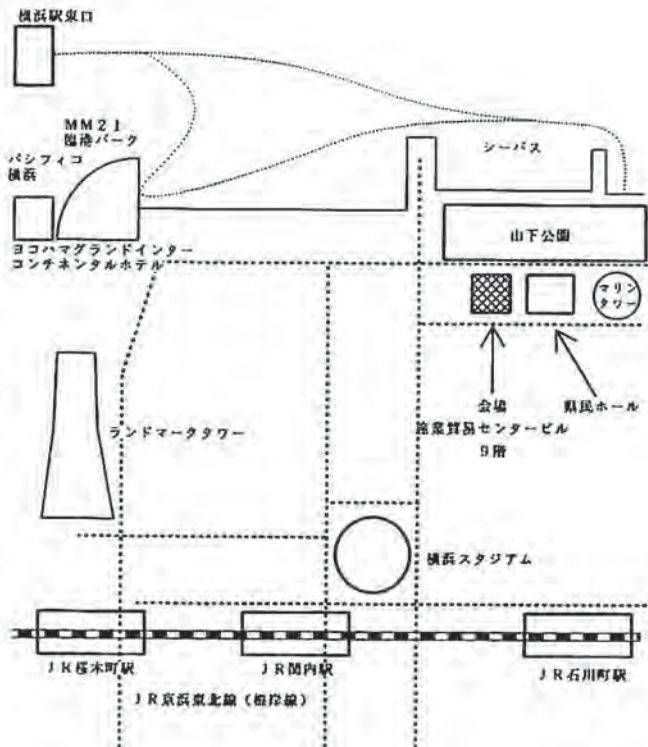 横浜駅東口
MM21
臨港パーク
パシフィコ
横浜
シーバス
山下公園
ヨコハマグランドインター
コンチネンタルホテル
マリン
タワー
会場
県民ホール
産業貿易センタービル
9階
ランドマークタワー
横浜スタジアム
JR桜木町駅
JR関内駅
JR石川町駅
JR京浜東北線(根岸線)